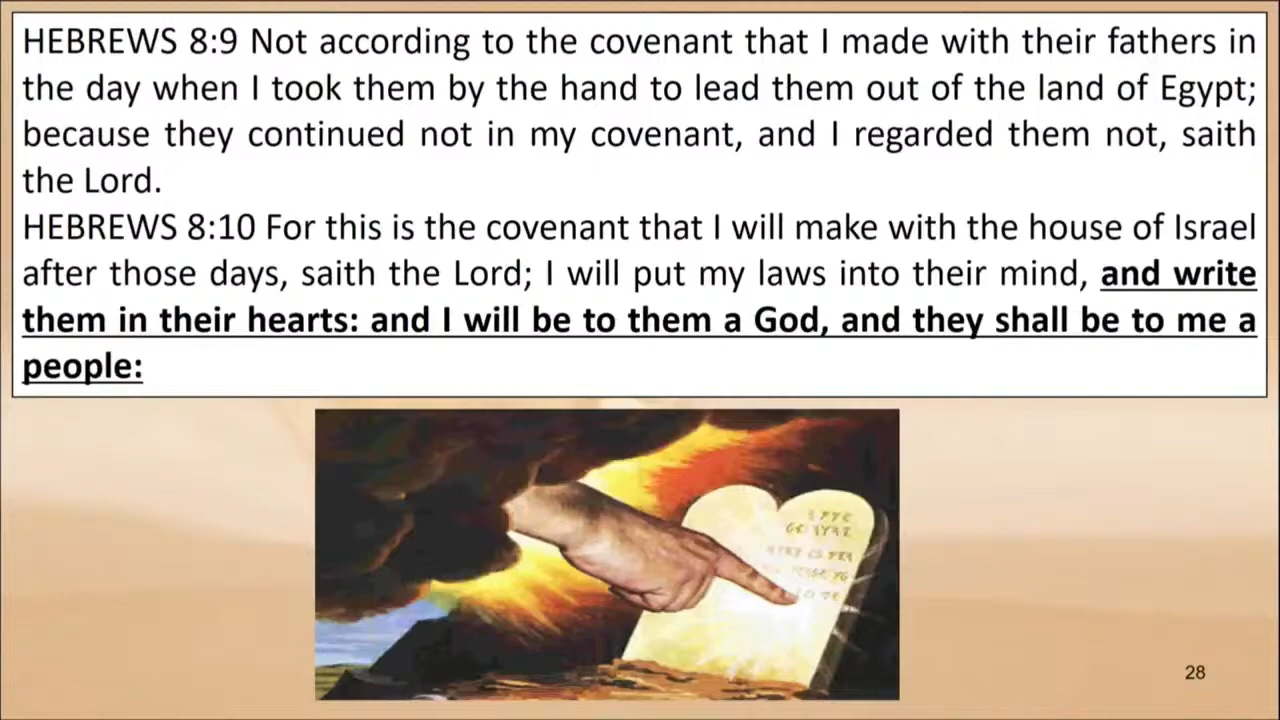 HEBREWS 8:9 Not according to the covenant that I made with their fathers in
the day when I took them by the hand to lead them out of the land of Egypt;
because they continued not in my covenant, and I regarded them not, saith
the Lord.
HEBREWS 8:10 For this is the covenant that I will make with the house of Israel
after those days, saith the Lord; I will put my laws into their mind, and write
them in their hearts: and I will be to them a God, and they shall be to me a
people:
28